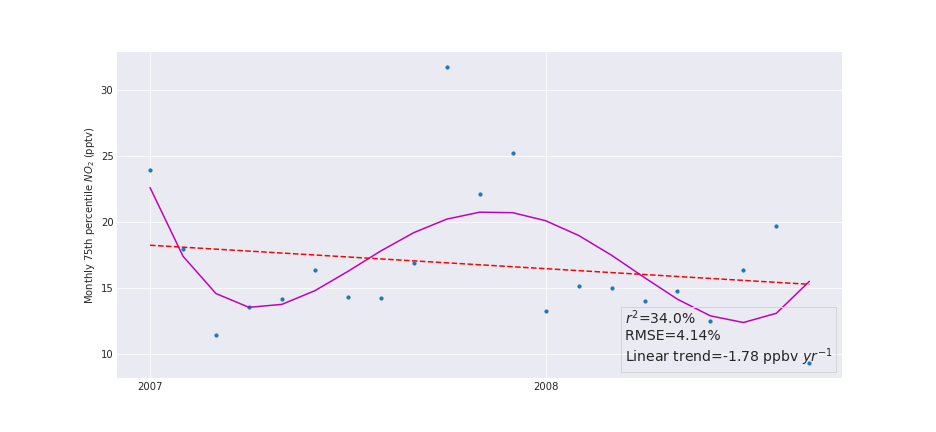 Monthly 75th percentile NO₂ (pptv)
30
25
20
15
10
r²=34.0%
RMSE=4.14%
Linear trend=-1.78 ppbv yr⁻¹
2007 2008